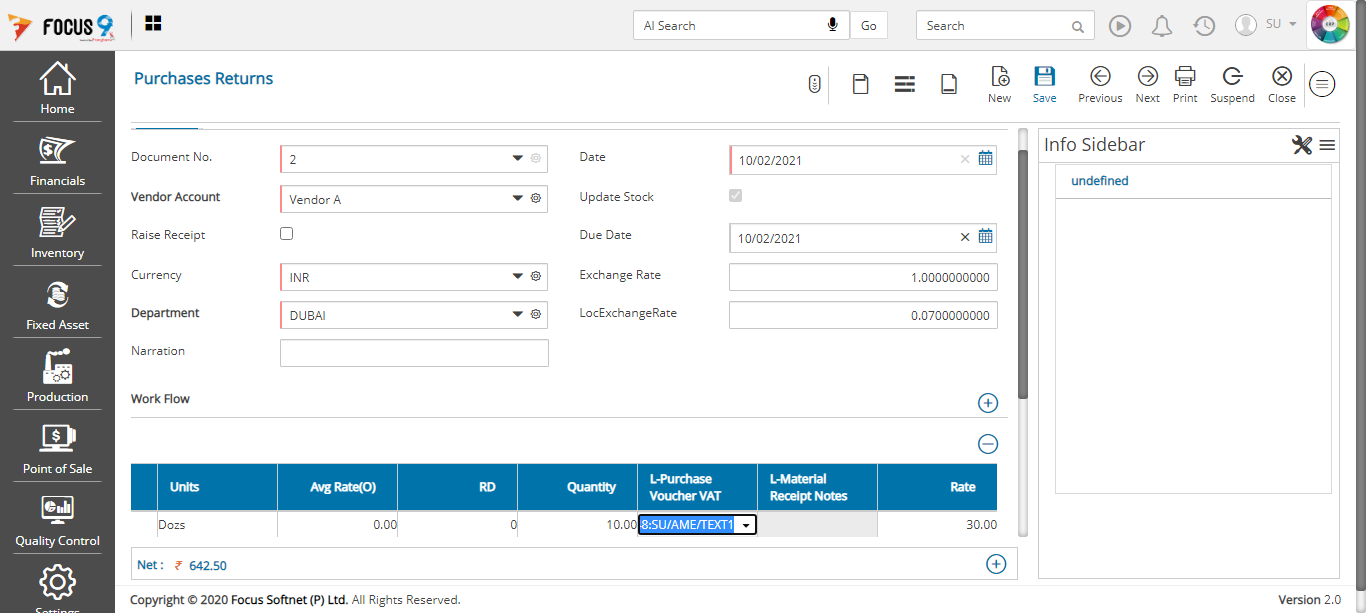 FOCUS 9
AI Search
Go
Search
SU
ERP
Home
Financials
Inventory
Fixed Asset
Production
Point of Sale
Quality Control
Settings
Purchases Returns
New
Save
Previous
Next
Print
Suspend
Close
Document No. 2
Date 10/02/2021
Vendor Account Vendor A
Update Stock
Raise Receipt
Due Date 10/02/2021
Currency INR
Exchange Rate 1.0000000000
Department DUBAI
LocExchangeRate 0.0700000000
Narration
Work Flow
Units Avg Rate(O) RD Quantity L-Purchase Voucher VAT L-Material Receipt Notes Rate
Dozs 0.00 0 10.00 8:SU/AME/TEXT1 30.00
Net : ₹ 642.50
Info Sidebar
undefined
Copyright © 2020 Focus Softnet (P) Ltd. All Rights Reserved.
Version 2.0